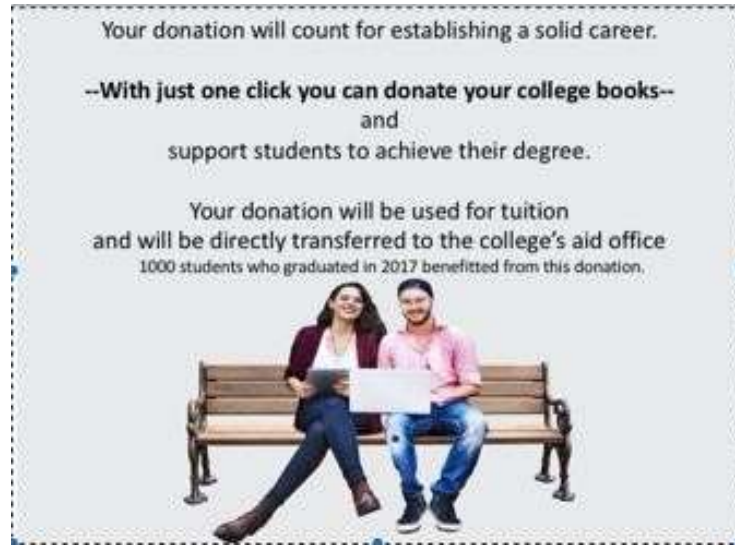 Your donation will count for establishing a solid career.
--With just one click you can donate your college books--
and
support students to achieve their degree.
Your donation will be used for tuition
and will be directly transferred to the college's aid office
1000 students who graduated in 2017 benefitted from this donation.